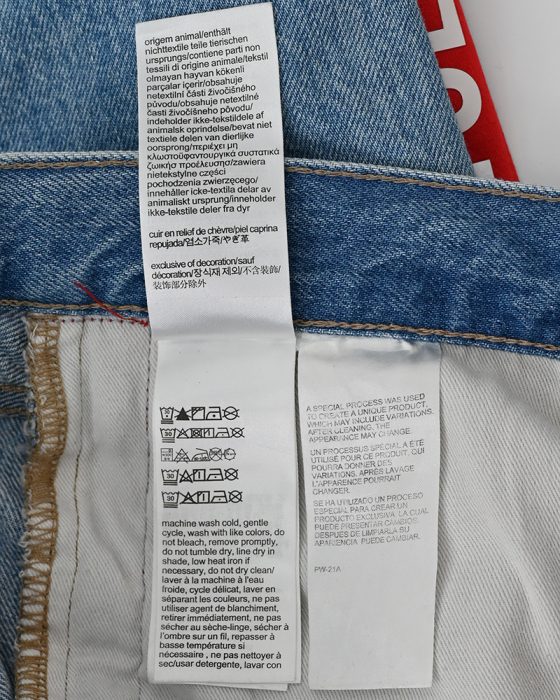 origem animal/enthält
nichttextile teile tierischen
ursprungs/contiene parti non
tessili di origine animale/tekstil
olmayan hayvan kökenli
parçalar içerir/obsahuje
netextilní části živočišného
původu/obsahuje netextilné
časti živočíšneho pôvodu/
indeholder ikke-tekstildele af
animalsk oprindelse/bevat niet
textiele delen van dierlijke
oorsprong/περιέχει μη
κλωστοϋφαντουργικά συστατικά
ζωικής προέλευσης/zawiera
nietekstylne części
pochodzenia zwierzęcego/
innehåller icke-textila delar av
animaliskt ursprung/inneholder
ikke-tekstile deler fra dyr
cuir en relief de chèvre/piel caprina
repujada/염소가죽/やぎ革
exclusive of decoration/sauf
décoration/장식재 제외/不含装飾/
装饰部分除外
30
30
30
machine wash cold, gentle
cycle, wash with like colors, do
not bleach, remove promptly,
do not tumble dry, line dry in
shade, low heat iron if
necessary, do not dry clean/
laver à la machine à l'eau
froide, cycle délicat, laver en
séparant les couleurs, ne pas
utiliser agent de blanchiment,
retirer immédiatement, ne pas
sécher au sèche-linge, sécher à
l'ombre sur un fil, repasser à
basse température si
nécessaire , ne pas nettoyer à
sec/usar detergente, lavar con
A SPECIAL PROCESS WAS USED
TO CREATE A UNIQUE PRODUCT,
WHICH MAY INCLUDE VARIATIONS.
AFTER CLEANING, THE
APPEARANCE MAY CHANGE.
UN PROCESSUS SPÉCIAL A ÉTÉ
UTILISÉ POUR CE PRODUIT, QUI
POURRA DONNER DES
VARIATIONS. APRÈS LAVAGE
L'APPARENCE POURRAIT
CHANGER.
SE HA UTILIZADO UN PROCESO
ESPECIAL PARA CREAR UN
PRODUCTO EXCLUSIVO, LA CUAL
PUEDE PRESENTAR CAMBIOS
DESPUES DE LIMPIARLA SU
APARIENCIA PUEDE CAMBIAR.
PW-21A